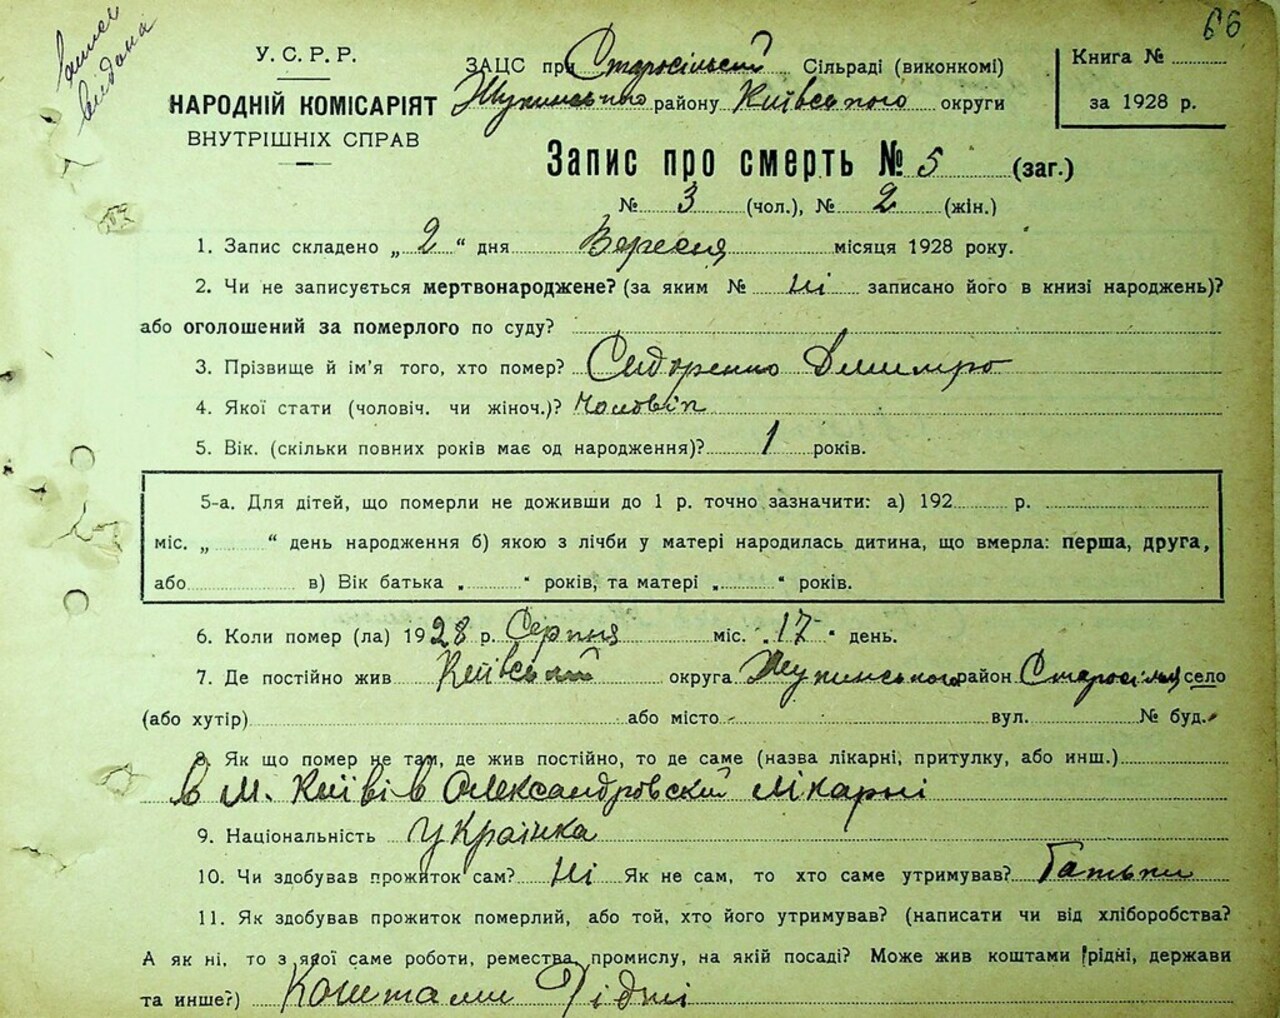 66
У. С. Р. Р.
НАРОДНІЙ КОМІСАРІЯТ
ВНУТРІШНІХ СПРАВ
ЗАЦС при Старосільский Сільраді (виконкомі)
району Київського округи
Книга №
за 1928 р.
Запис про смерть № 5 (заг.)
№ 3 (чол.), № 2 (жін.)
1. Запис складено „ 2 “ дня Вересня місяця 1928 року.
2. Чи не записується мертвонароджене? (за яким № Ні записано його в книзі народжень)?
або оголошений за померлого по суду?
3. Прізвище й ім'я того, хто помер? Сидоренко Дмитро
4. Якої стати (чоловіч. чи жіноч.)? Чоловік
5. Вік. (скільки повних років має од народження)? 1 років.
5-а. Для дітей, що померли не доживши до 1 р. точно зазначити: а) 192 р.
міс. „ “ день народження б) якою з лічби у матері народилась дитина, що вмерла: перша, друга,
або в) Вік батька „ “ років, та матері „ “ років.
6. Коли помер (ла) 1928 р. Серпня міс. „17“ день.
7. Де постійно жив Київський округа район село
(або хутір) або місто - вул. № буд. -
8. Як що помер не там, де жив постійно, то де саме (назва лікарні, притулку, або инш.)
в м. Київі в Олександровский лікарні
9. Національність Українка
10. Чи здобував прожиток сам? Ні Як не сам, то хто саме утримував? Батьки
11. Як здобував прожиток померлий, або той, хто його утримував? (написати чи від хліборобства?
А як ні, то з якої саме роботи, ремества, промислу, на якій посаді? Може жив коштами рідні, держави
та инше?) Коштами Рідні